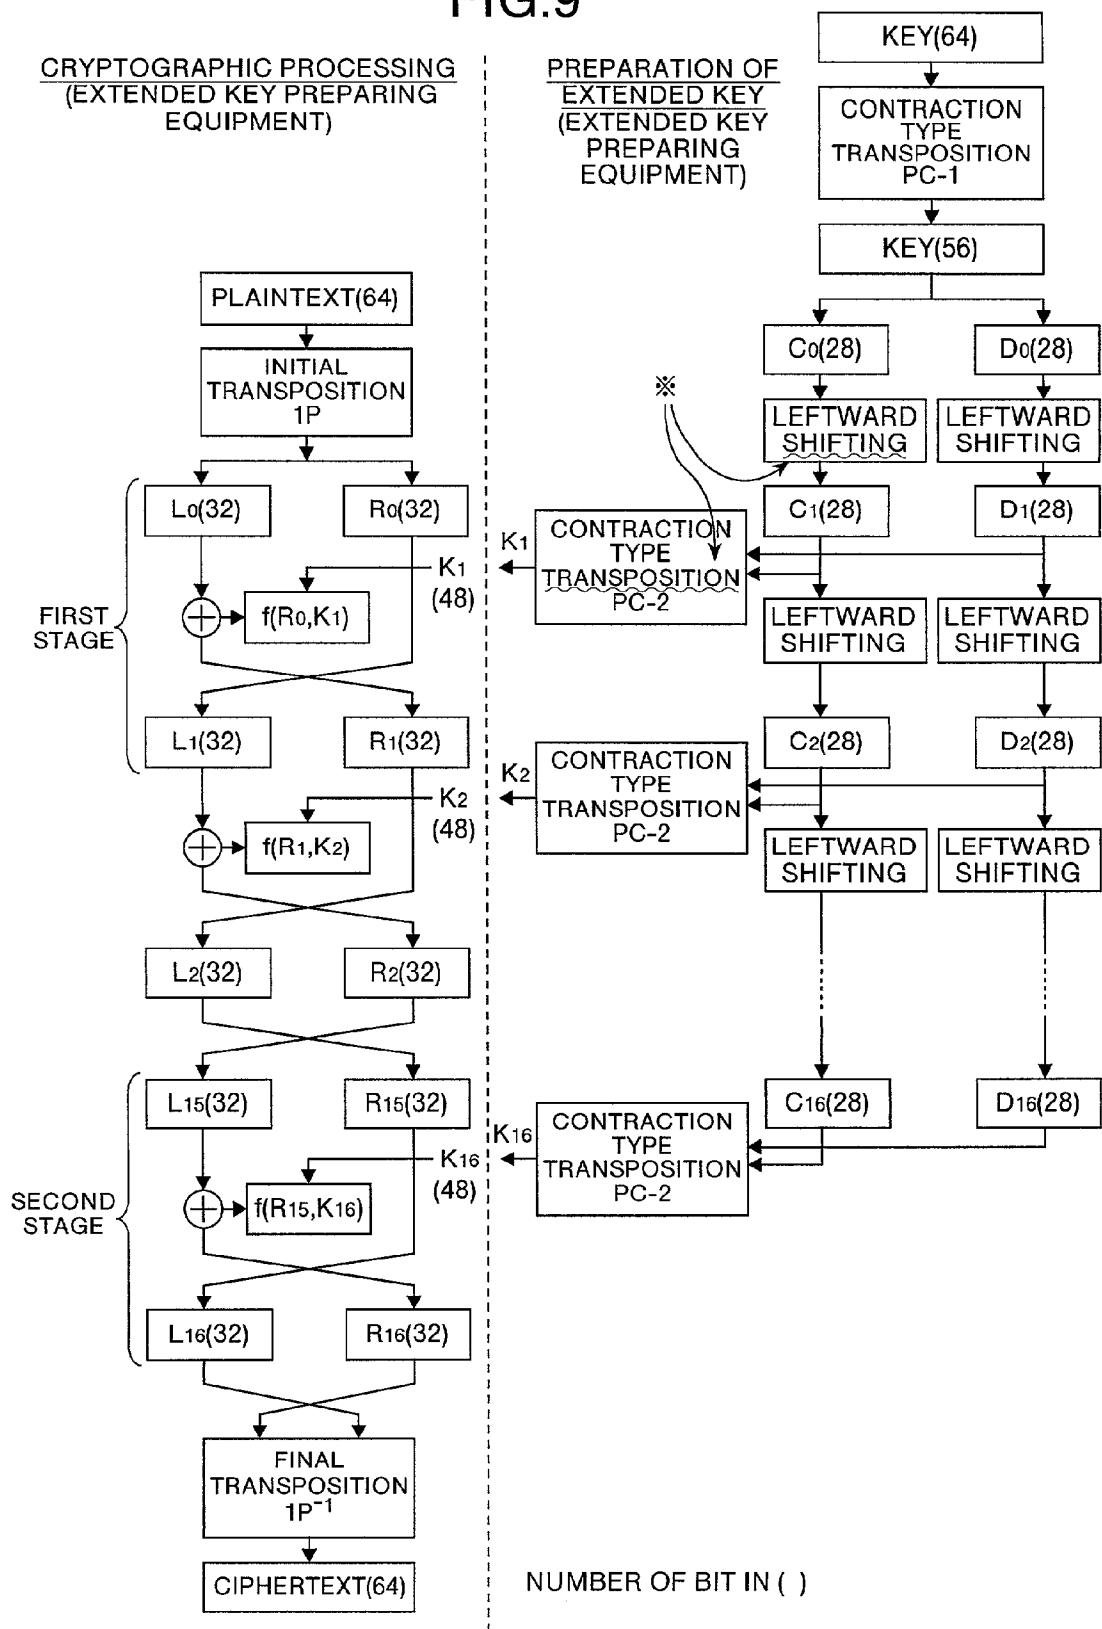 FIG.9
CRYPTOGRAPHIC PROCESSING
(EXTENDED KEY PREPARING
EQUIPMENT)
PREPARATION OF
EXTENDED KEY
(EXTENDED KEY
PREPARING
EQUIPMENT)
KEY(64)
CONTRACTION
TYPE
TRANSPOSITION
PC-1
KEY(56)
PLAINTEXT(64)
INITIAL
TRANSPOSITION
1P
C0(28)
D0(28)
※
LEFTWARD
SHIFTING
LEFTWARD
SHIFTING
FIRST
STAGE
L0(32)
R0(32)
C1(28)
D1(28)
K1
(48)
K1
CONTRACTION
TYPE
TRANSPOSITION
PC-2
f(R0,K1)
LEFTWARD
SHIFTING
LEFTWARD
SHIFTING
L1(32)
R1(32)
C2(28)
D2(28)
K2
(48)
K2
CONTRACTION
TYPE
TRANSPOSITION
PC-2
f(R1,K2)
LEFTWARD
SHIFTING
LEFTWARD
SHIFTING
L2(32)
R2(32)
SECOND
STAGE
L15(32)
R15(32)
C16(28)
D16(28)
K16
(48)
K16
CONTRACTION
TYPE
TRANSPOSITION
PC-2
f(R15,K16)
L16(32)
R16(32)
FINAL
TRANSPOSITION
1P-1
CIPHERTEXT(64)
NUMBER OF BIT IN ( )